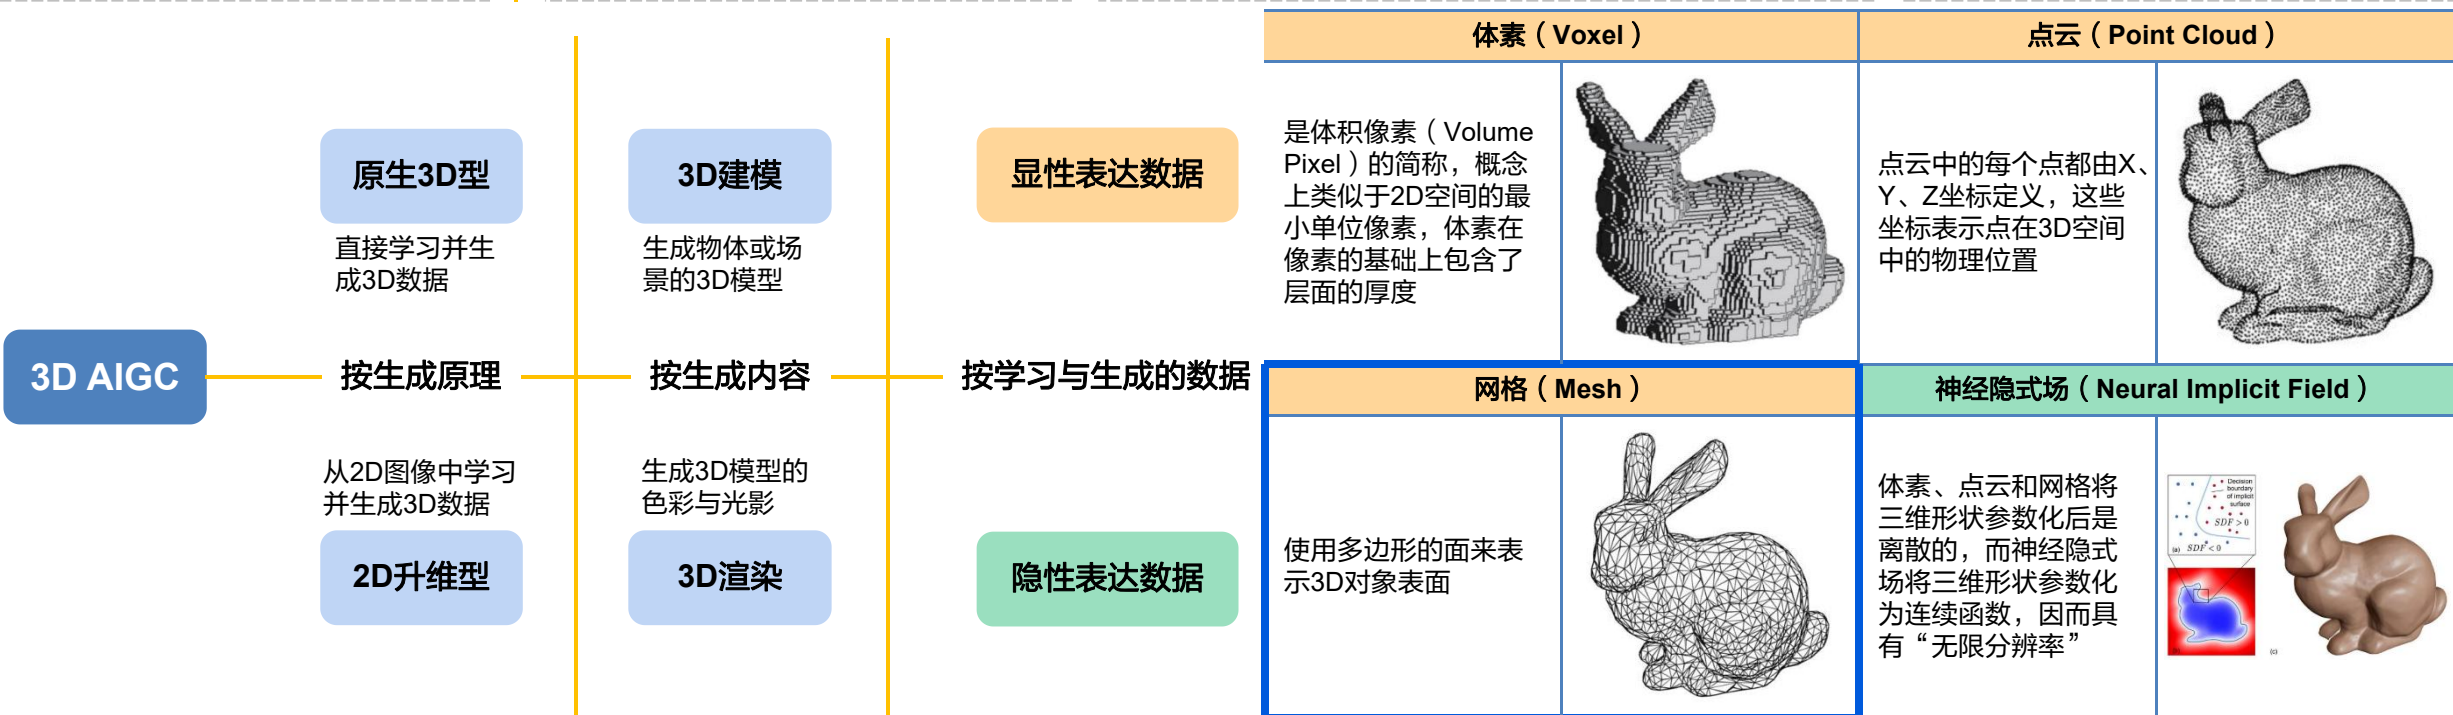 3D AIGC
原生3D型
直接学习并生
成3D数据
按生成原理
从2D图像中学习
并生成3D数据
2D升维型
3D建模
生成物体或场
景的3D模型
按生成内容
生成3D模型的
色彩与光影
3D渲染
显性表达数据
按学习与生成的数据
隐性表达数据
体素（Voxel）
是体积像素（Volume
Pixel）的简称，概念
上类似于2D空间的最
小单位像素，体素在
像素的基础上包含了
层面的厚度
点云（Point Cloud）
点云中的每个点都由X、
Y、Z坐标定义，这些
坐标表示点在3D空间
中的物理位置
网格（Mesh）
使用多边形的面来表
示3D对象表面
神经隐式场（Neural Implicit Field）
体素、点云和网格将
三维形状参数化后是
离散的，而神经隐式
场将三维形状参数化
为连续函数，因而具
有“无限分辨率”
Decision
boundary
of implicit
surface
SDF > 0
(a) SDF < 0
(c)